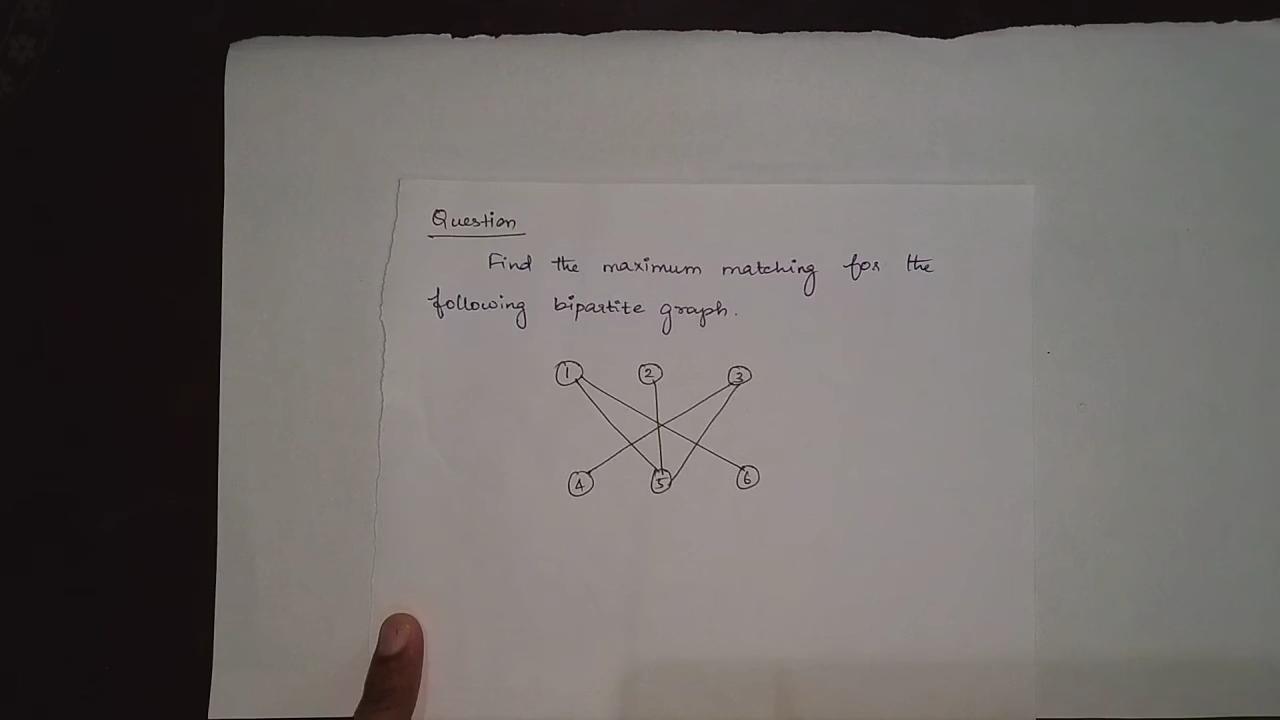 Question
Find the maximum matching for the
following bipartite graph.
1 2 3
4 5 6